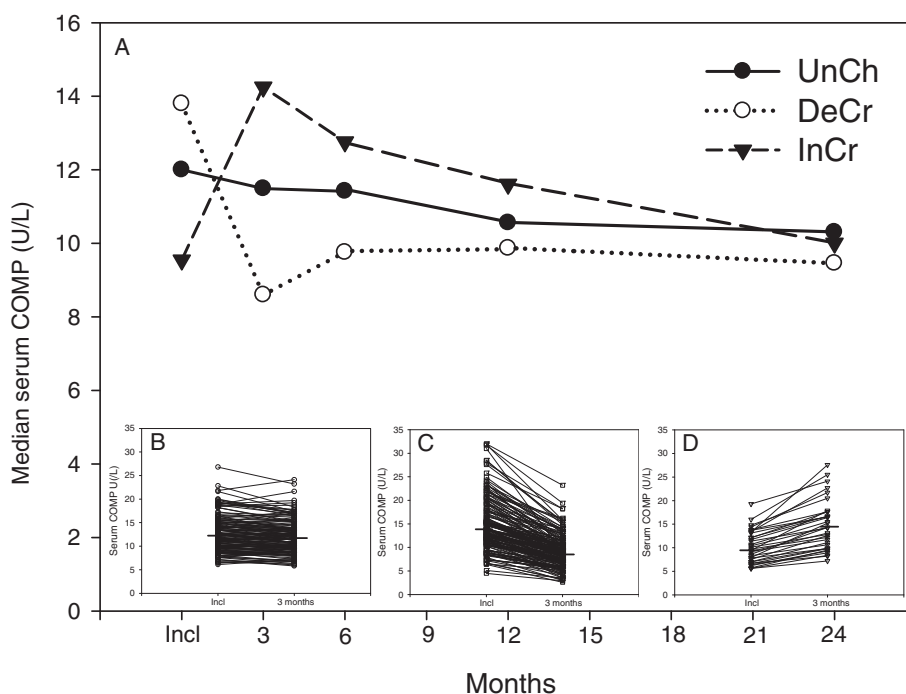 A
UnCh
DeCr
InCr
Median serum COMP (U/L)
16
14
12
10
8
6
4
2
0
Incl 3 6 9 12 15 18 21 24
Months
B
Serum COMP U(/L)
35
30
25
20
15
10
5
0
Incl 3 months
C
Serum COMP (U/L)
35
30
25
20
15
10
5
0
Incl 3 months
D
Serum COMP (U/L)
35
30
25
20
15
10
5
0
Incl 3 months